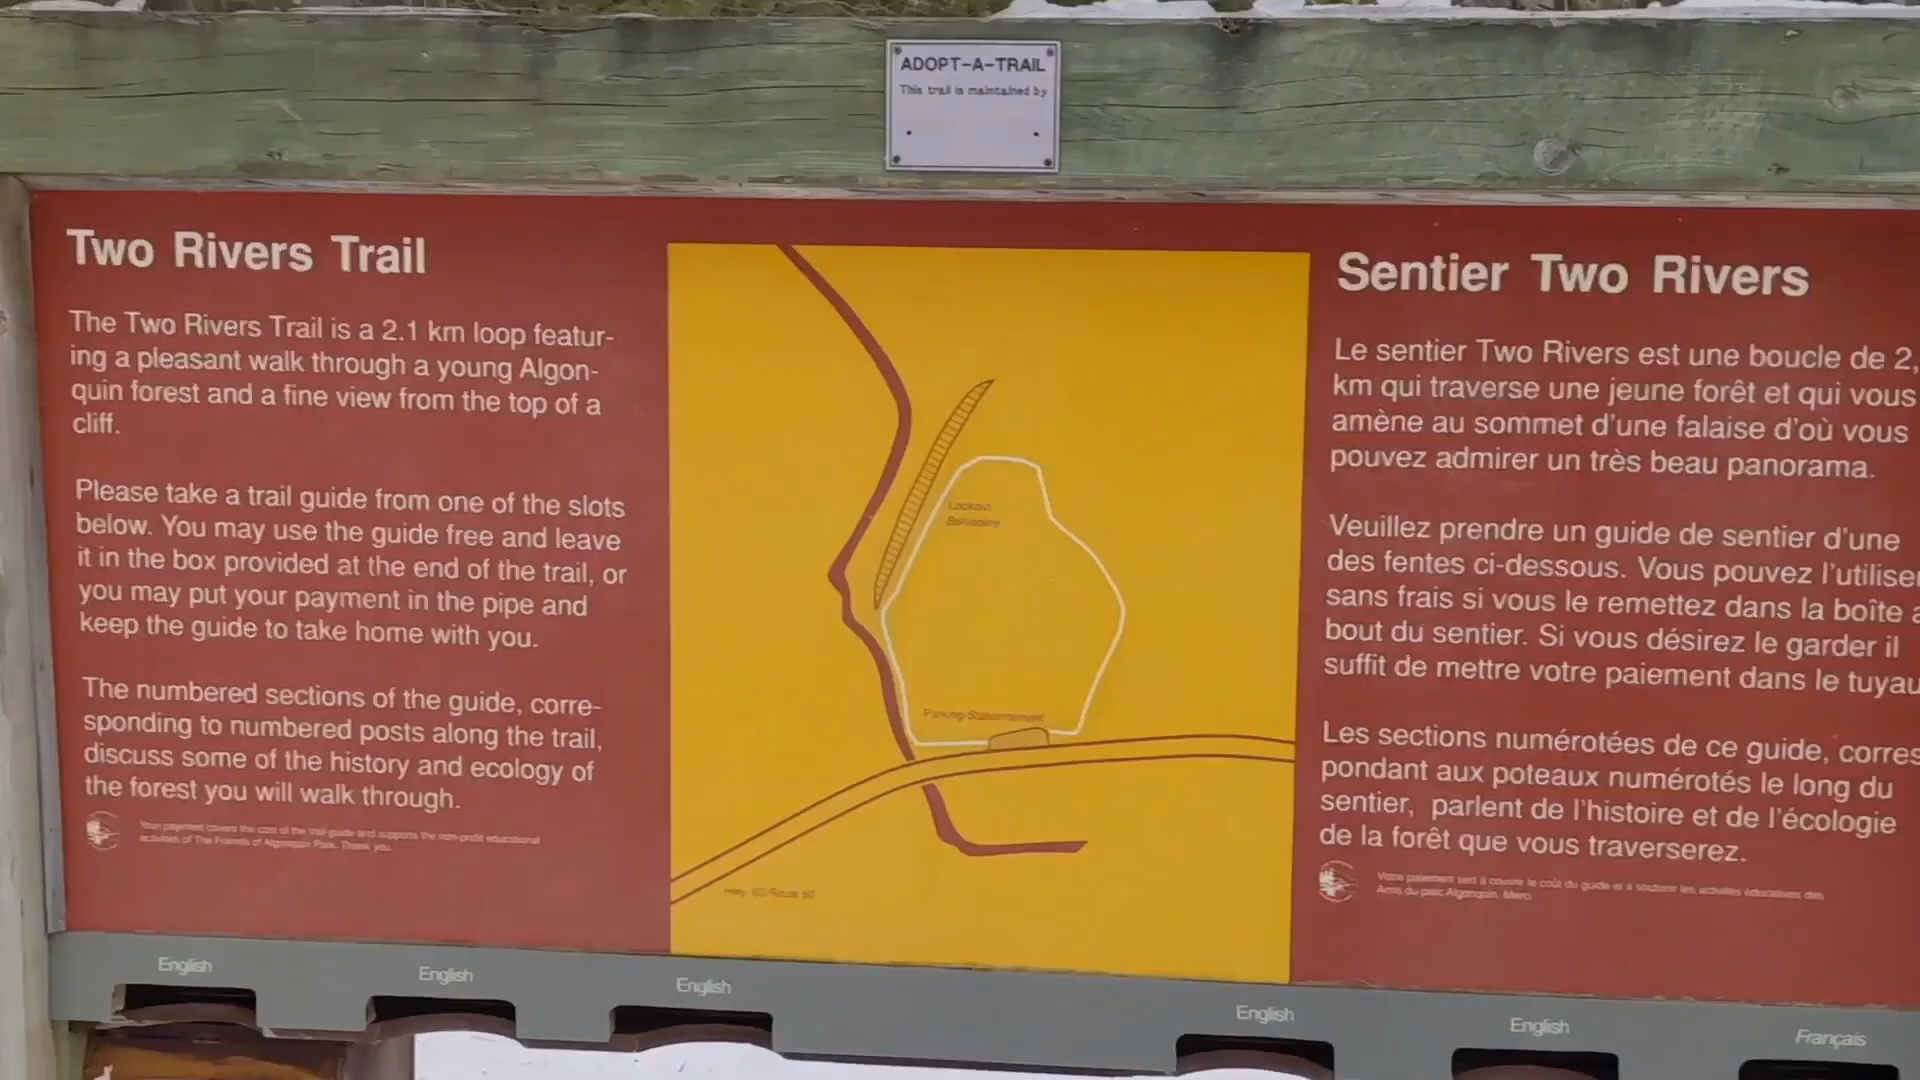 ADOPT-A-TRAIL
This trail is maintained by
Two Rivers Trail
The Two Rivers Trail is a 2.1 km loop featur-
ing a pleasant walk through a young Algon-
quin forest and a fine view from the top of a
cliff.
Please take a trail guide from one of the slots
below. You may use the guide free and leave
it in the box provided at the end of the trail, or
you may put your payment in the pipe and
keep the guide to take home with you.
The numbered sections of the guide, corre-
sponding to numbered posts along the trail,
discuss some of the history and ecology of
the forest you will walk through.
Your payment covers the cost of the trail guide and supports the non-profit educational
activities of The Friends of Algonquin Park. Thank you.
Lookout
Belvédère
Parking Stationnement
Hwy. 60 Route 60
Sentier Two Rivers
Le sentier Two Rivers est une boucle de 2,
km qui traverse une jeune forêt et qui vous
amène au sommet d'une falaise d'où vous
pouvez admirer un très beau panorama.
Veuillez prendre un guide de sentier d'une
des fentes ci-dessous. Vous pouvez l'utiliser
sans frais si vous le remettez dans la boîte a
bout du sentier. Si vous désirez le garder il
suffit de mettre votre paiement dans le tuyau
Les sections numérotées de ce guide, corres
pondant aux poteaux numérotés le long du
sentier, parlent de l'histoire et de l'écologie
de la forêt que vous traverserez.
Votre paiement sert à couvrir le coût du guide et à soutenir les activités éducatives des
Amis du parc Algonquin. Merci
English
English
English
English
English
Français